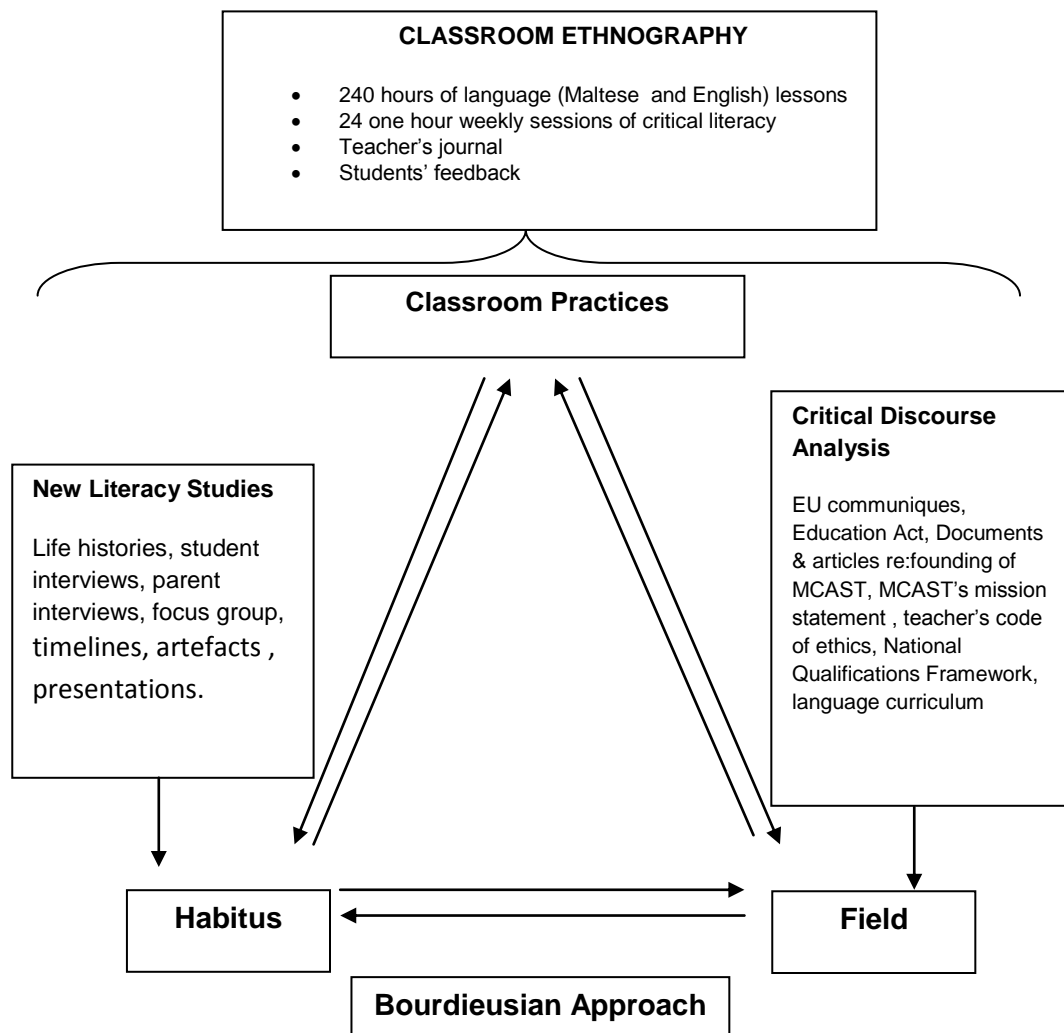 CLASSROOM ETHNOGRAPHY
• 240 hours of language (Maltese and English) lessons
• 24 one hour weekly sessions of critical literacy
• Teacher’s journal
• Students’ feedback
Classroom Practices
New Literacy Studies
Life histories, student
interviews, parent
interviews, focus group,
timelines, artefacts ,
presentations.
Critical Discourse
Analysis
EU communiques,
Education Act, Documents
& articles re:founding of
MCAST, MCAST’s mission
statement , teacher’s code
of ethics, National
Qualifications Framework,
language curriculum
Habitus
Field
Bourdieusian Approach